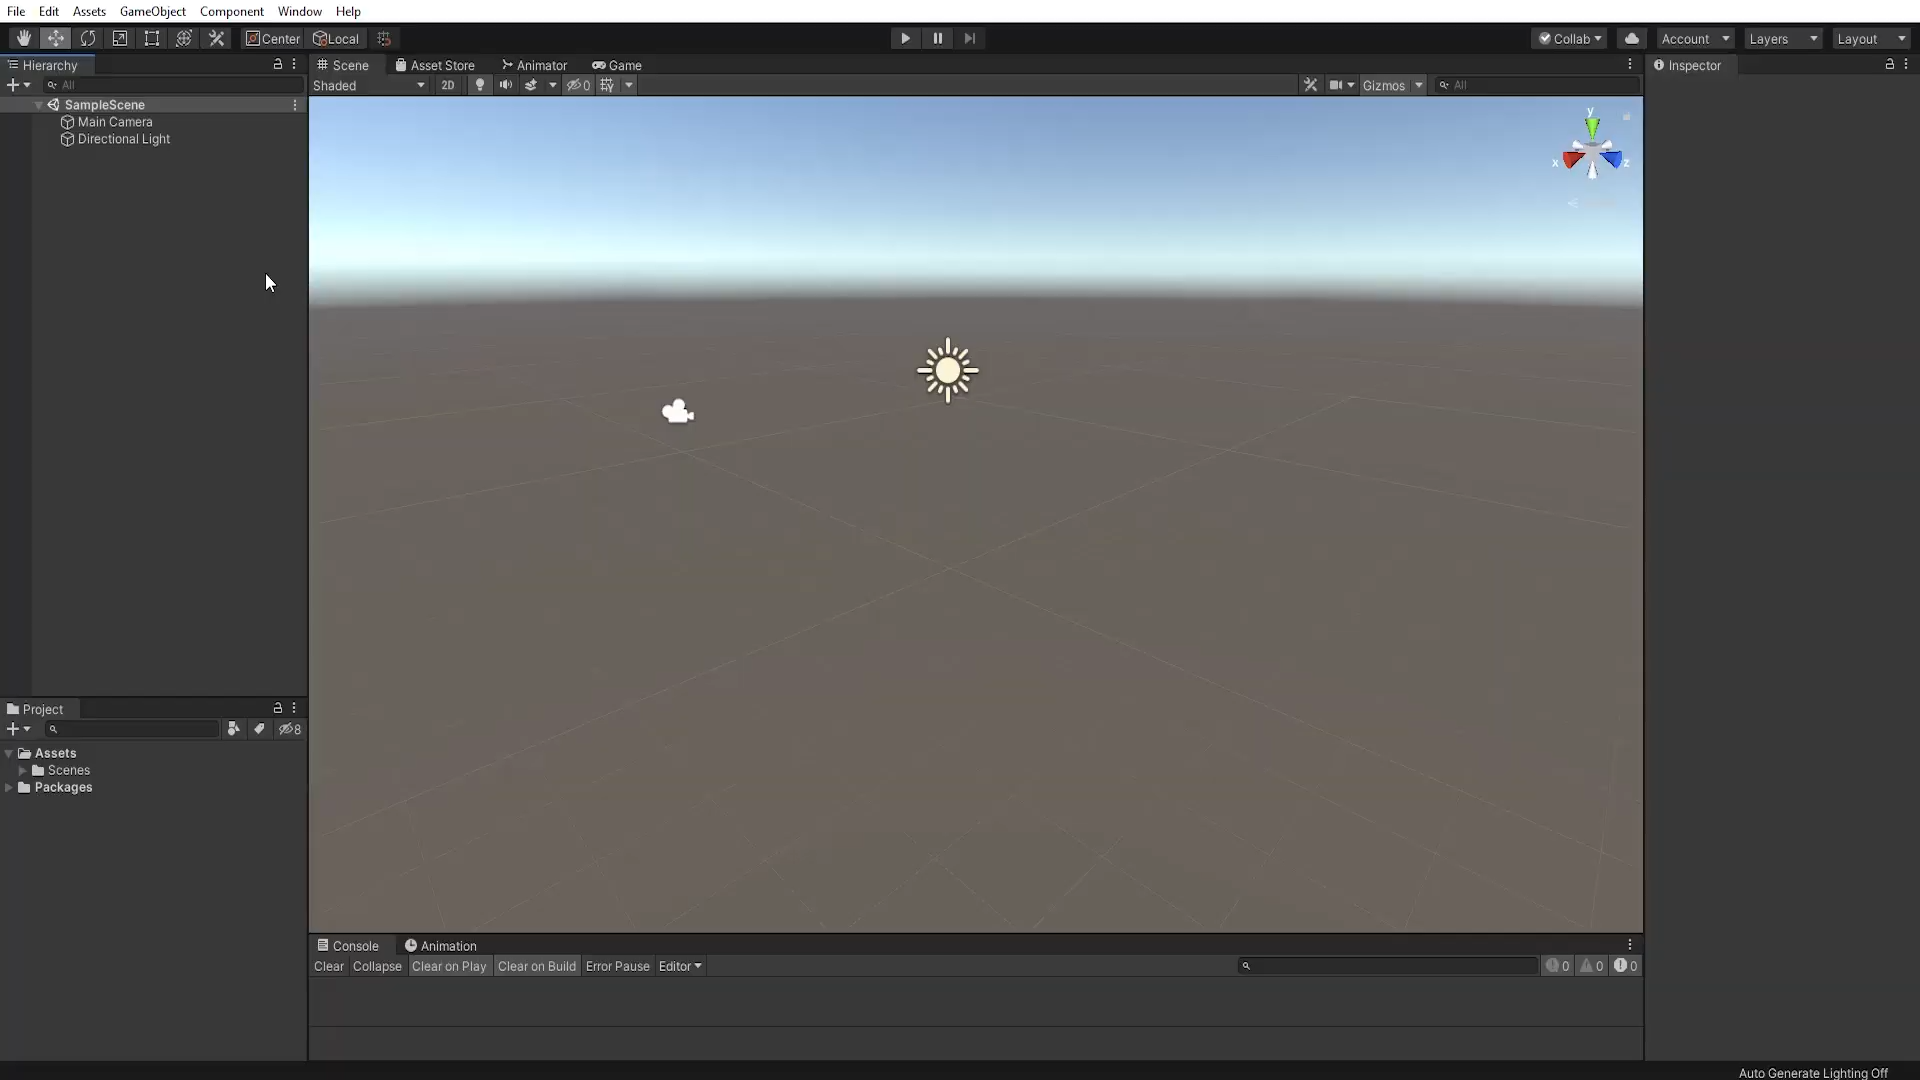 File Edit Assets GameObject Component Window Help
Center Local
Collab Account Layers Layout
Hierarchy
All
SampleScene
Main Camera
Directional Light
Scene Asset Store Animator Game
Shaded 2D 0 Gizmos All
y
x z
Inspector
Project
8
Assets
Scenes
Packages
Console Animation
Clear Collapse Clear on Play Clear on Build Error Pause Editor 0 0 0
Auto Generate Lighting Off